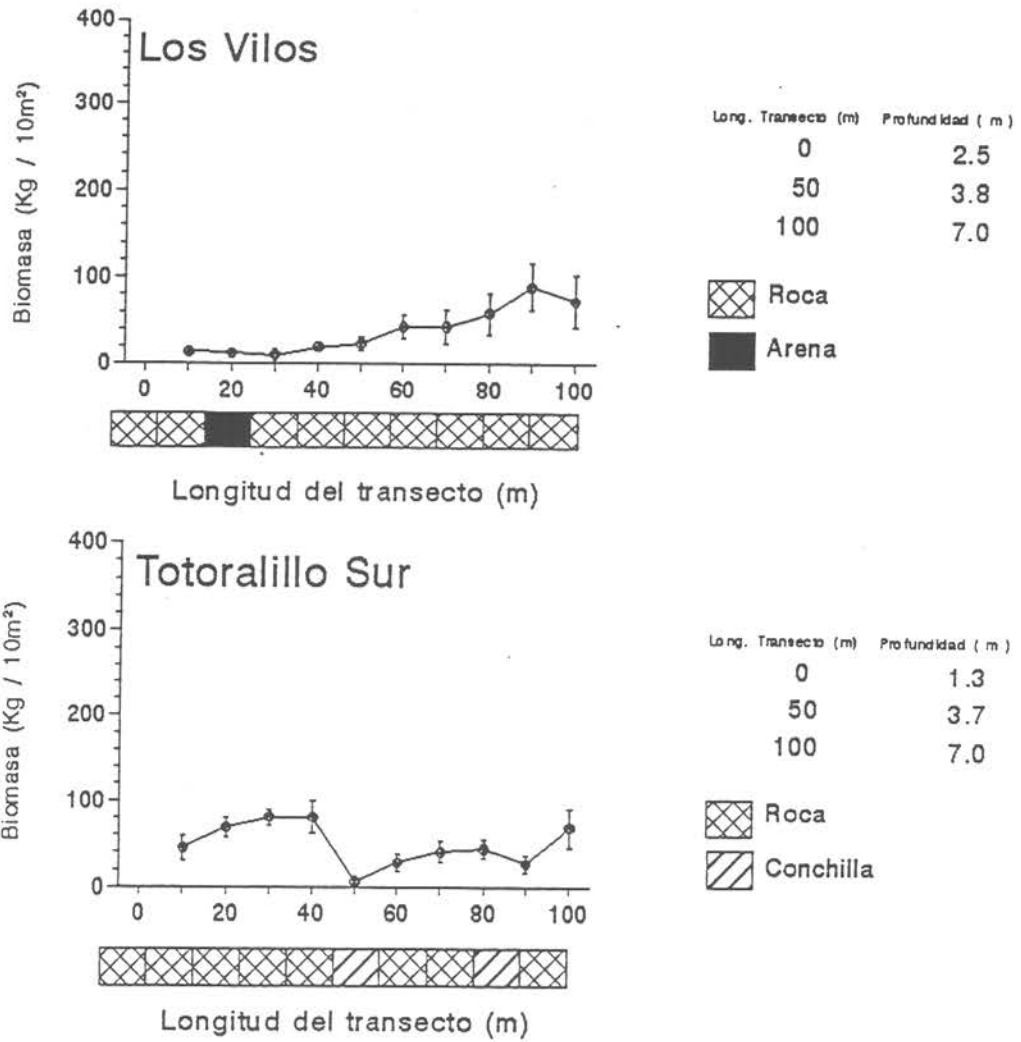 Los Vilos
400
300
200
100
0
Biomasa (Kg / 10m²)
0 20 40 60 80 100
Longitud del transecto (m)
Long. Transecto (m) Profundidad ( m )
0 2.5
50 3.8
100 7.0
Roca
Arena
Totoralillo Sur
400
300
200
100
0
Biomasa (Kg / 10m²)
0 20 40 60 80 100
Longitud del transecto (m)
Long. Transecto (m) Profundidad ( m )
0 1.3
50 3.7
100 7.0
Roca
Conchilla